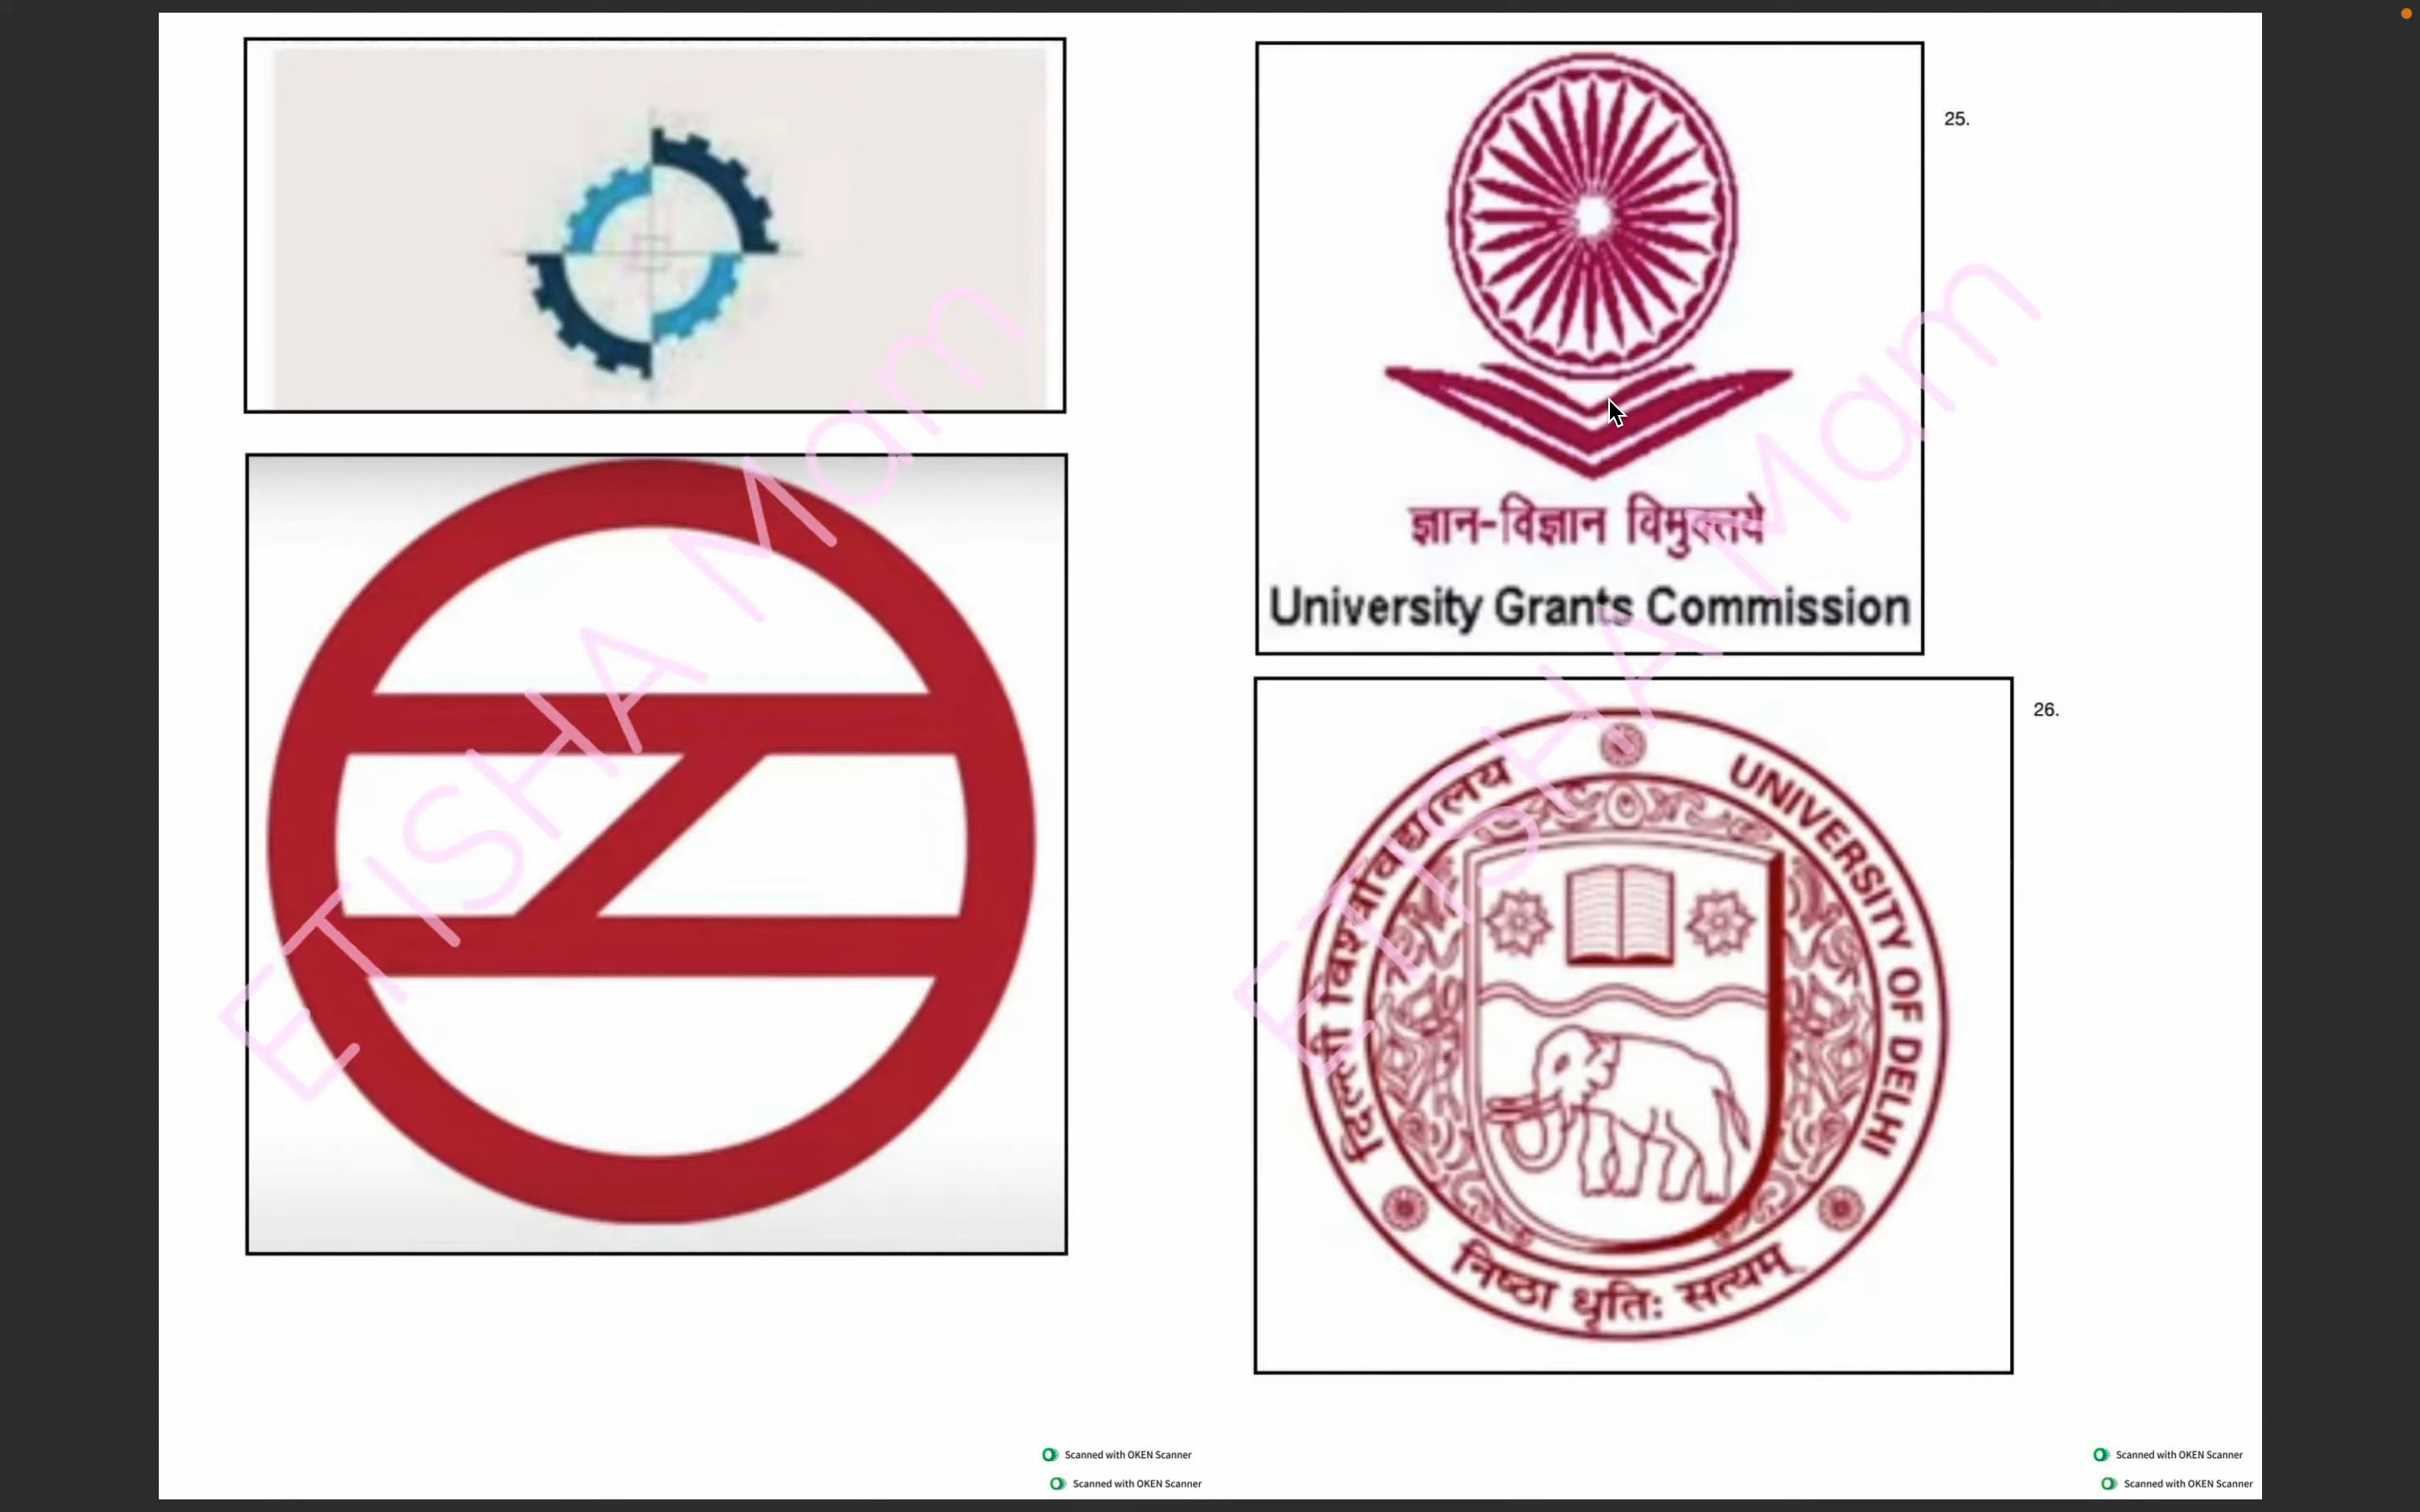 25.
ज्ञान-विज्ञान विमुक्तये
University Grants Commission
26.
दिल्ली विश्वविद्यालय
UNIVERSITY OF DELHI
निष्ठा धृतिः सत्यम्
ETISHA Mam
ETISHA Mam
Scanned with OKEN Scanner
Scanned with OKEN Scanner
Scanned with OKEN Scanner
Scanned with OKEN Scanner